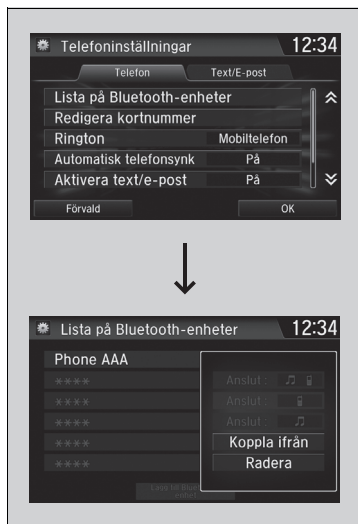 Telefoninställningar 12:34
Telefon Text/E-post
Lista på Bluetooth-enheter
Redigera kortnummer
Rington Mobiltelefon
Automatisk telefonsynk På
Aktivera text/e-post På
Förvald OK
Lista på Bluetooth-enheter 12:34
Phone AAA
**** Anslut :
**** Anslut :
**** Anslut :
**** Koppla ifrån
**** Radera
enhet